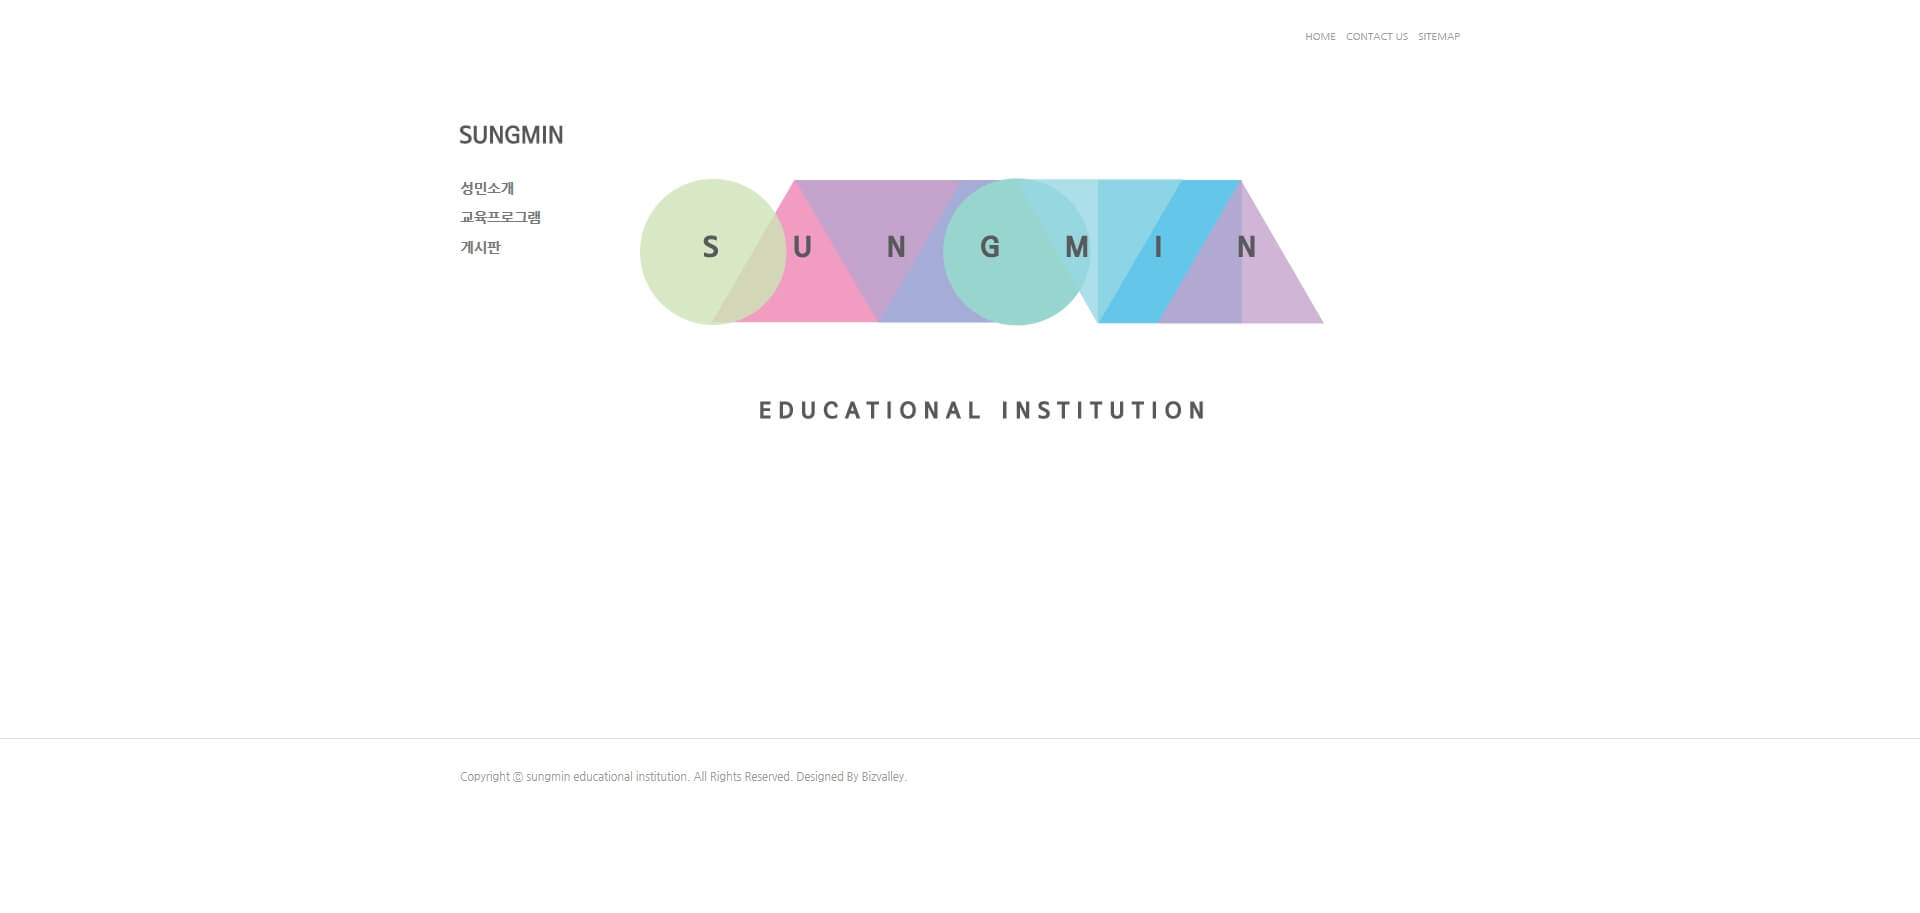 HOME CONTACT US SITEMAP
SUNGMIN
성민소개
교육프로그램
게시판
S U N G M I N
EDUCATIONAL INSTITUTION
Copyright ⓒ sungmin educational institution. All Rights Reserved. Designed By Bizvalley.